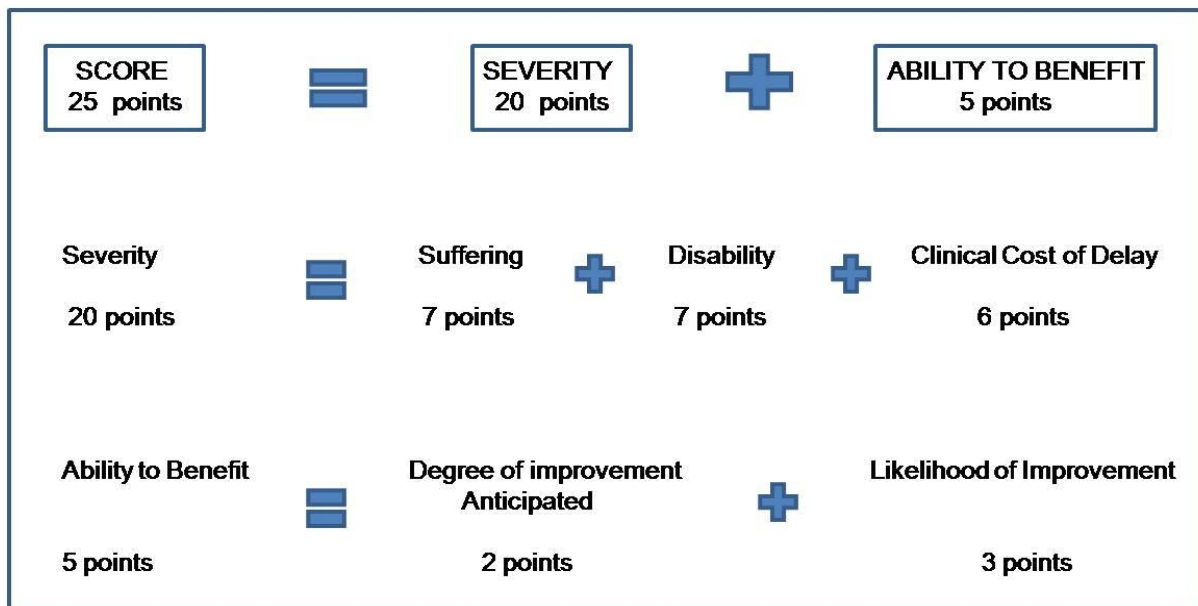 SCORE
25 points
SEVERITY
20 points
ABILITY TO BENEFIT
5 points
Severity
Suffering
Disability
Clinical Cost of Delay
20 points
7 points
7 points
6 points
Ability to Benefit
Degree of improvement
Anticipated
Likelihood of Improvement
5 points
2 points
3 points